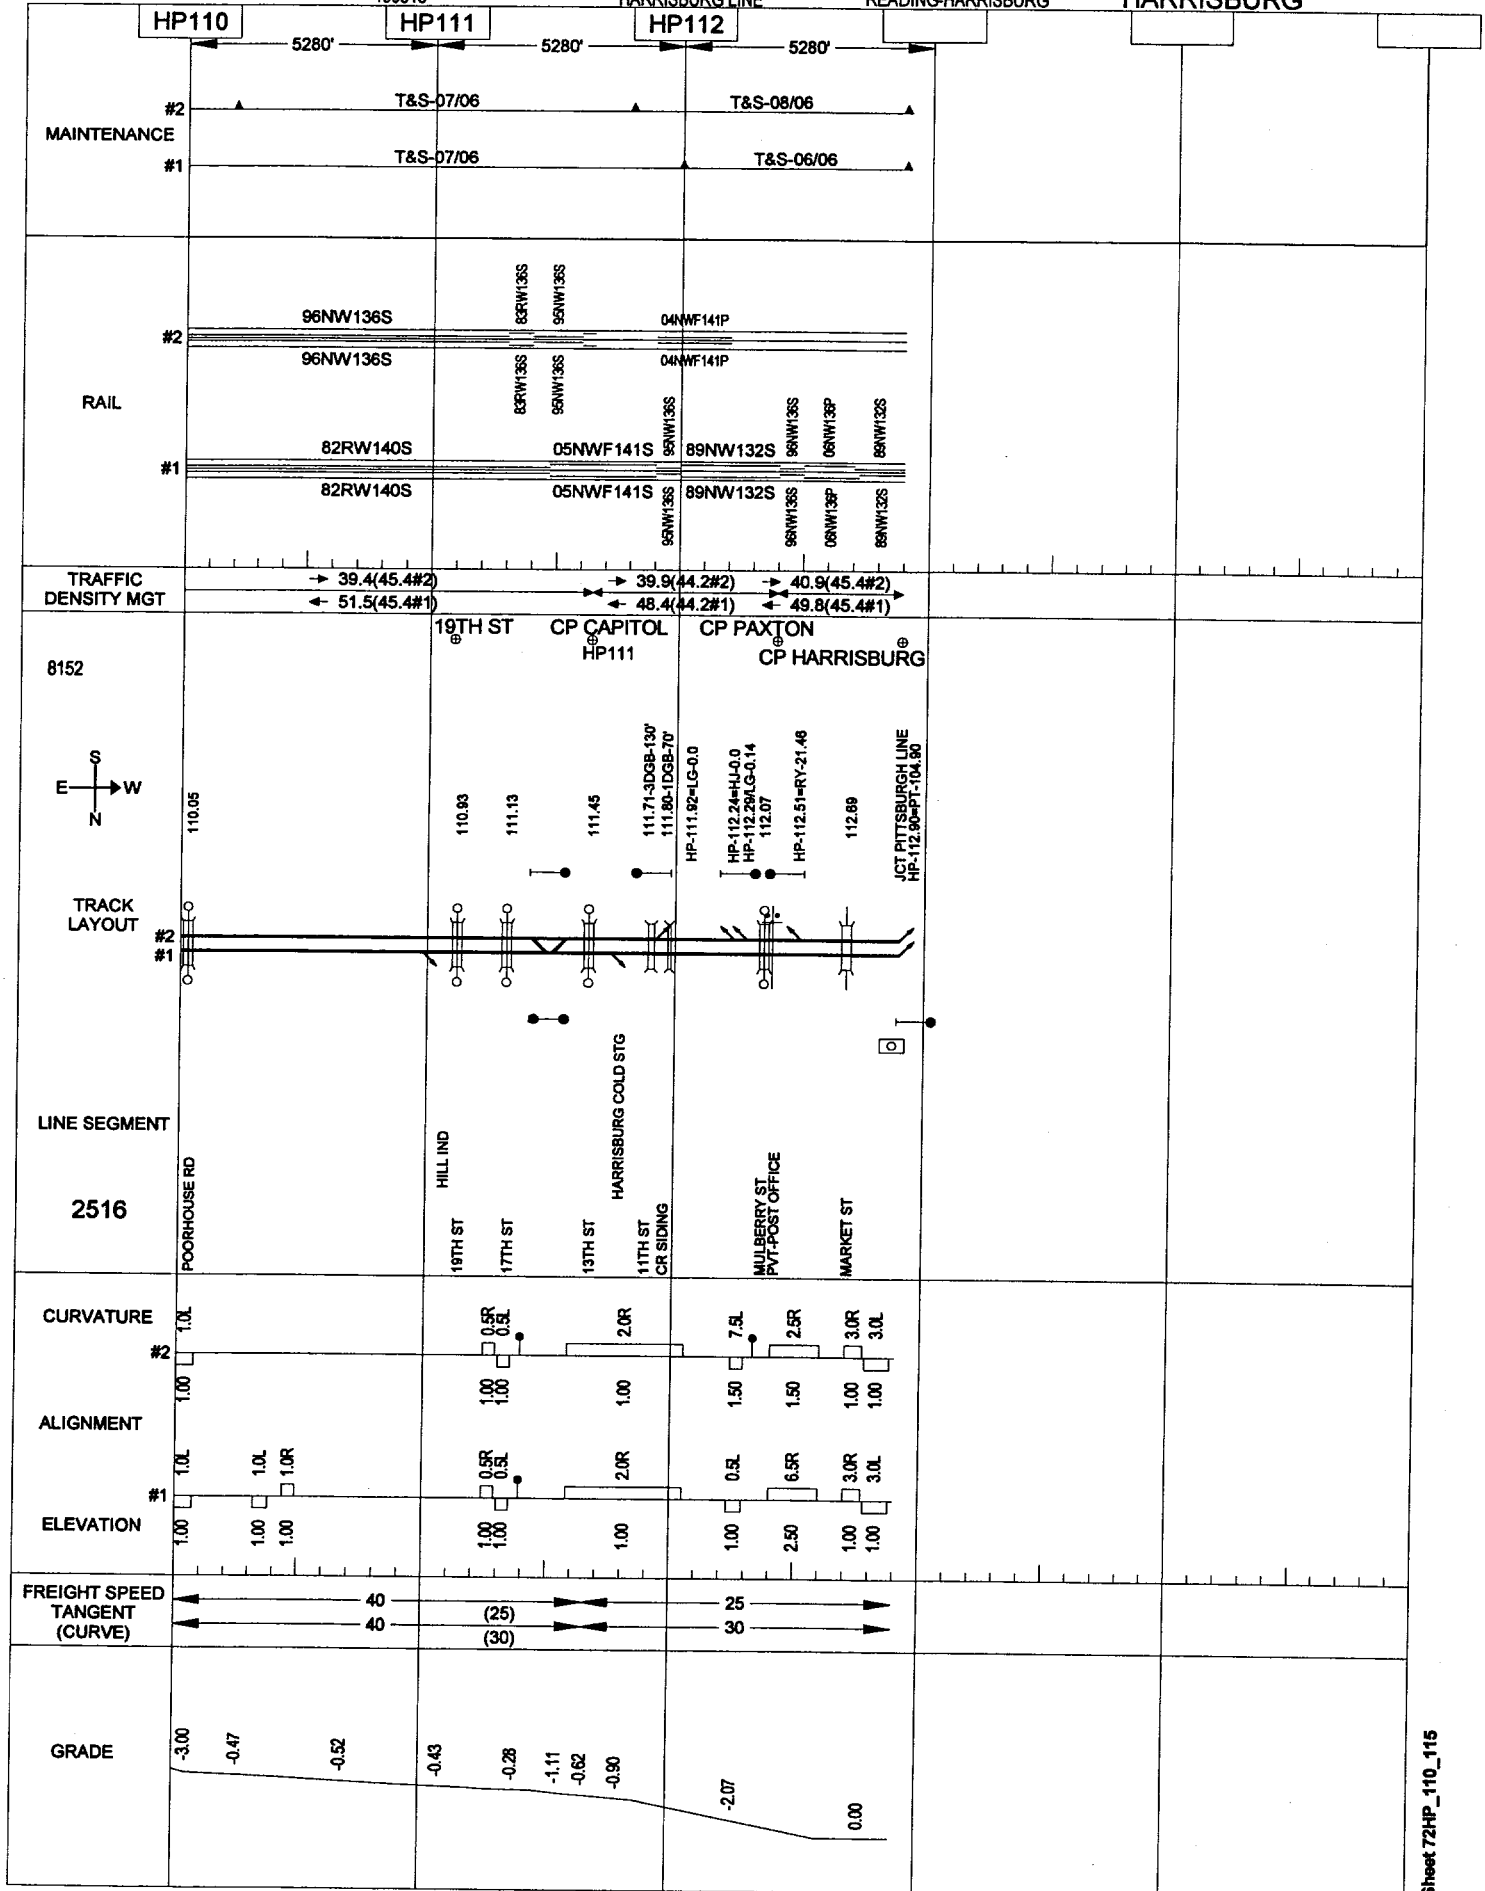 HARRISBURG LINE
READING-HARRISBURG
HARRISBURG
HP110
HP111
HP112
5280'
5280'
5280'
#2
T&S-07/06
T&S-08/06
MAINTENANCE
#1
T&S-07/06
T&S-06/06
83RW136S
95NW136S
96NW136S
04NWF141P
#2
96NW136S
04NWF141P
83RW136S
95NW136S
RAIL
95NW136S
96NW136S
06NW136P
89NW132S
82RW140S
05NWF141S
89NW132S
#1
82RW140S
05NWF141S
89NW132S
95NW136S
96NW136S
06NW136P
89NW132S
TRAFFIC
DENSITY MGT
39.4(45.4#2)
39.9(44.2#2)
40.9(45.4#2)
51.5(45.4#1)
48.4(44.2#1)
49.8(45.4#1)
19TH ST
CP CAPITOL
CP PAXTON
HP111
CP HARRISBURG
8152
S
E
W
N
110.05
110.93
111.13
111.45
111.71-3DGB-130'
111.80-1DGB-70'
HP-111.92=LG-0.0
HP-112.24=HJ-0.0
HP-112.29/LG-0.14
112.07
HP-112.51=RY-21.46
112.69
JCT PITTSBURGH LINE
HP-112.90=PT-104.90
TRACK
LAYOUT
#2
#1
LINE SEGMENT
2516
POORHOUSE RD
HILL IND
19TH ST
17TH ST
13TH ST
HARRISBURG COLD STG
11TH ST
CR SIDING
MULBERRY ST
PVT-POST OFFICE
MARKET ST
CURVATURE
#2
1.0L
0.5R
0.5L
2.0R
7.5L
2.5R
3.0R
3.0L
1.00
1.00
1.00
1.00
1.50
1.50
1.00
1.00
ALIGNMENT
#1
1.0L
1.0L
1.0R
0.5R
0.5L
2.0R
0.5L
6.5R
3.0R
3.0L
ELEVATION
1.00
1.00
1.00
1.00
1.00
1.00
1.00
2.50
1.00
1.00
FREIGHT SPEED
TANGENT
(CURVE)
40
(25)
25
40
(30)
30
GRADE
-3.00
-0.47
-0.52
-0.43
-0.28
-1.11
-0.62
-0.90
-2.07
0.00
Sheet 72HP_110_115